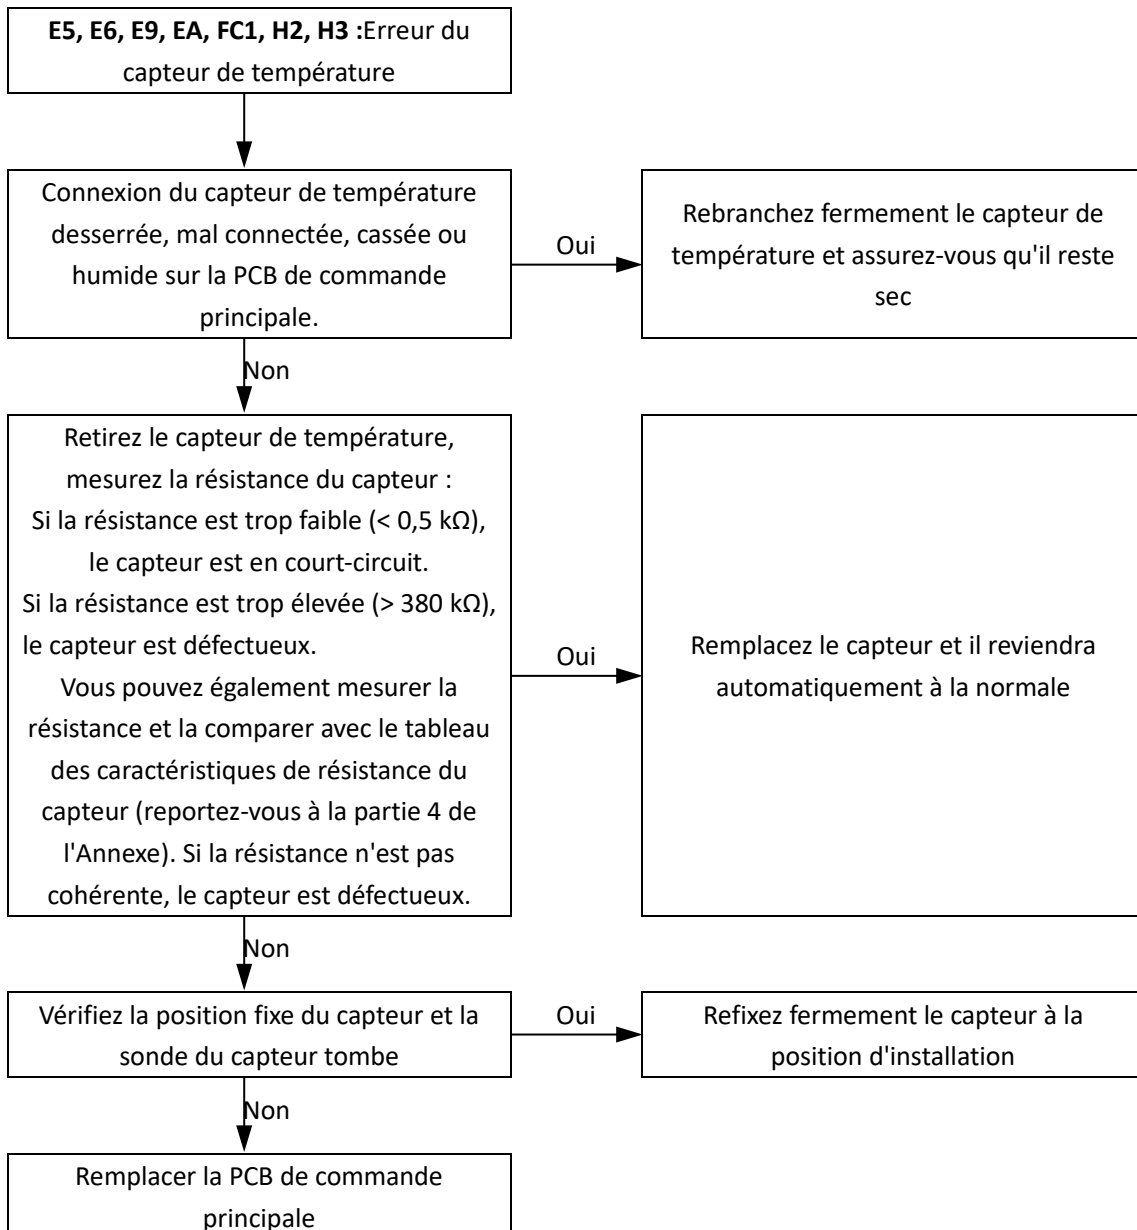 E5, E6, E9, EA, FC1, H2, H3 :Erreur du
capteur de température
Connexion du capteur de température
desserrée, mal connectée, cassée ou
humide sur la PCB de commande
principale.
Oui
Rebranchez fermement le capteur de
température et assurez-vous qu'il reste
sec
Non
Retirez le capteur de température,
mesurez la résistance du capteur :
Si la résistance est trop faible (< 0,5 kΩ),
le capteur est en court-circuit.
Si la résistance est trop élevée (> 380 kΩ),
le capteur est défectueux.
Vous pouvez également mesurer la
résistance et la comparer avec le tableau
des caractéristiques de résistance du
capteur (reportez-vous à la partie 4 de
l'Annexe). Si la résistance n'est pas
cohérente, le capteur est défectueux.
Oui
Remplacez le capteur et il reviendra
automatiquement à la normale
Non
Vérifiez la position fixe du capteur et la
sonde du capteur tombe
Oui
Refixez fermement le capteur à la
position d'installation
Non
Remplacer la PCB de commande
principale